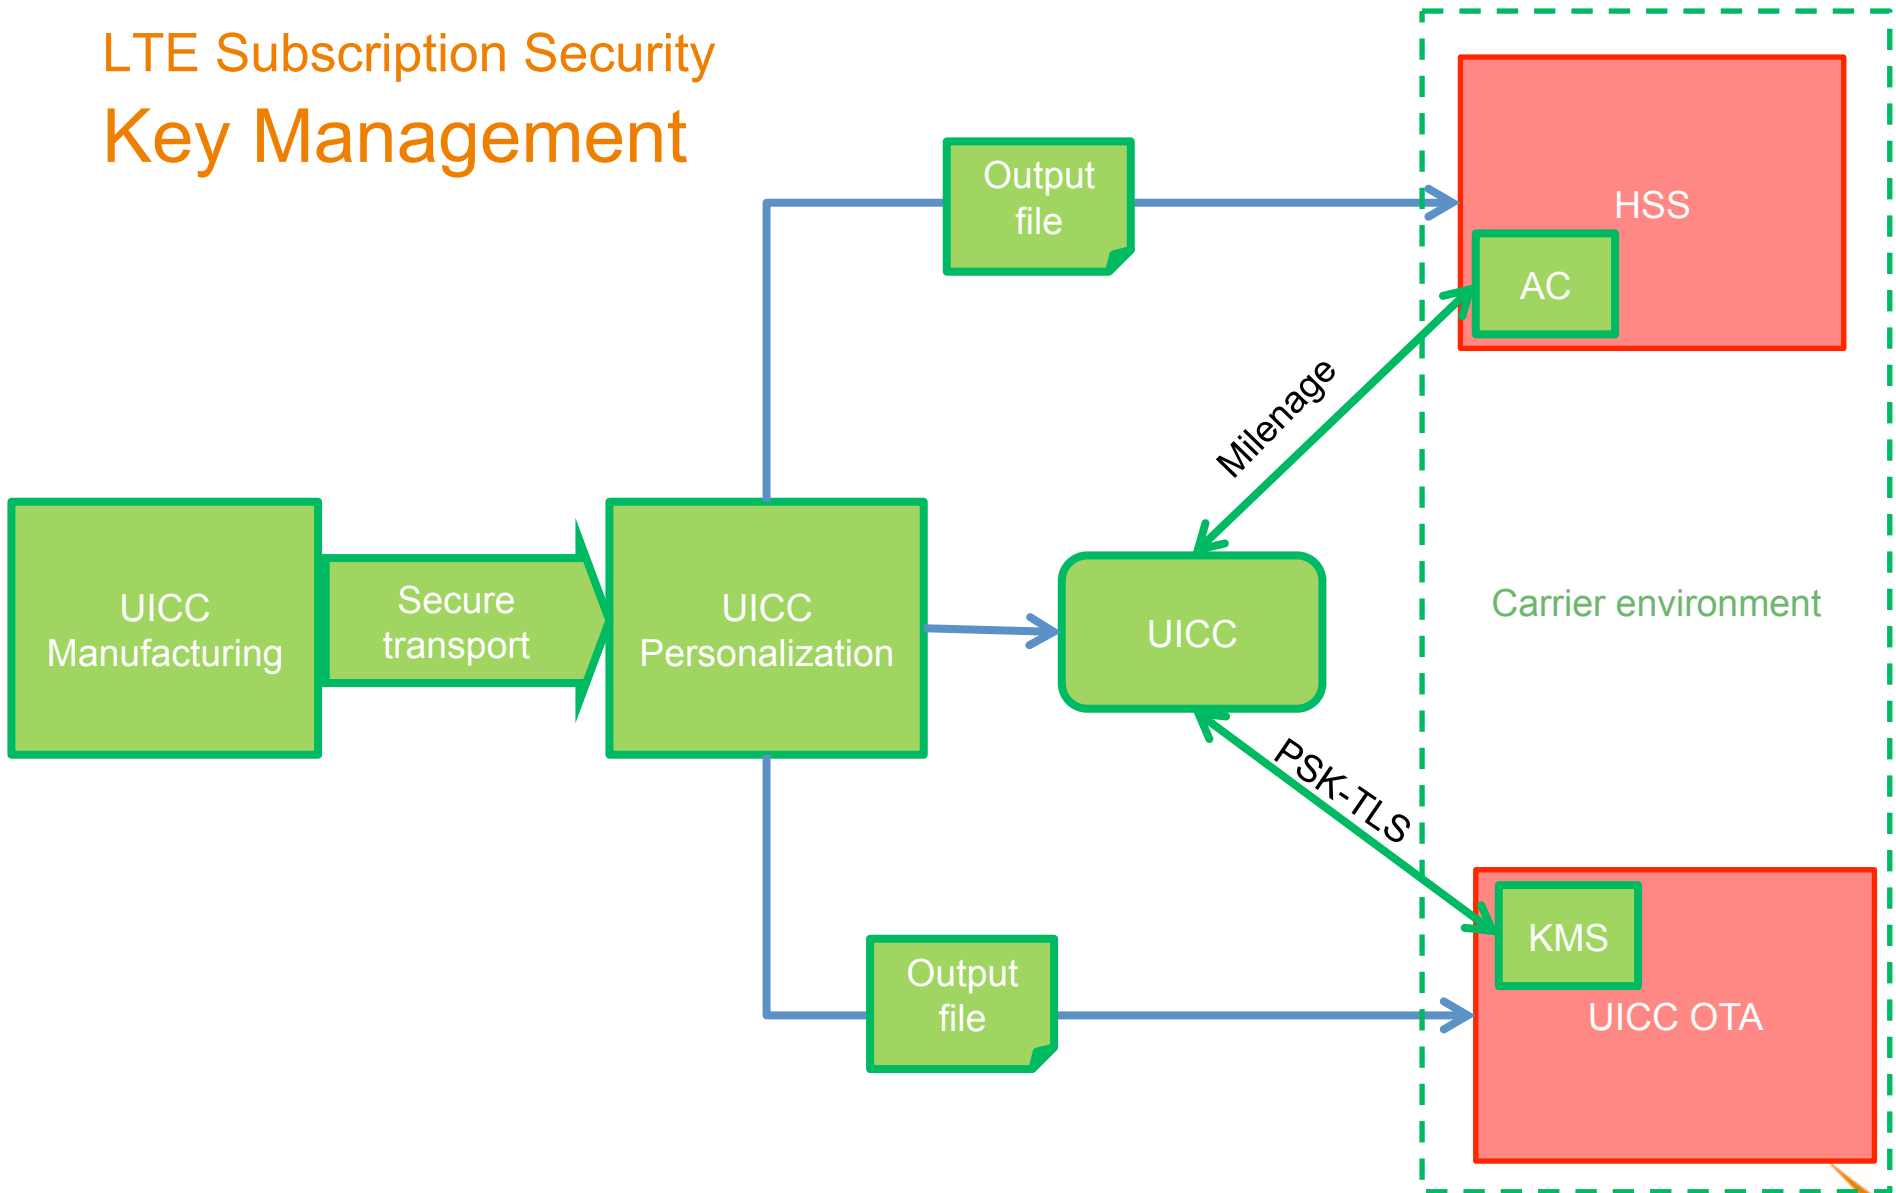 LTE Subscription Security
Key Management
Output
file
HSS
AC
Milenage
UICC
Manufacturing
Secure
transport
UICC
Personalization
UICC
Carrier environment
PSK-TLS
Output
file
KMS
UICC OTA